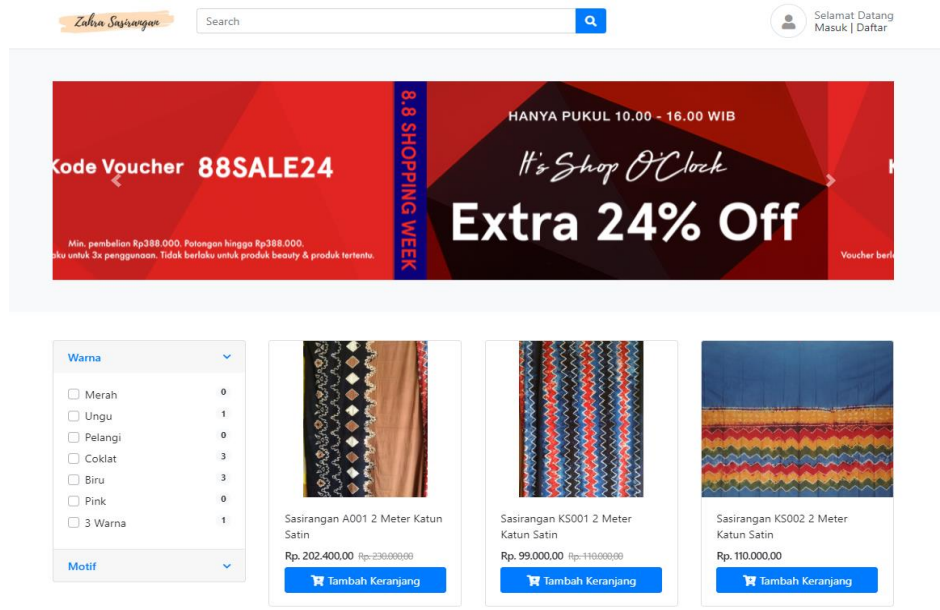 Zahra Sasirangan
Search
Selamat Datang
Masuk | Daftar
Kode Voucher 88SALE24
Min. pembelian Rp388.000. Potongan hingga Rp388.000.
untuk 3x penggunaan. Tidak berlaku untuk produk beauty & produk tertentu.
8.8 SHOPPING WEEK
HANYA PUKUL 10.00 - 16.00 WIB
It's Shop O'Clock
Extra 24% Off
Voucher
Warna
Merah 0
Ungu 1
Pelangi 0
Coklat 3
Biru 3
Pink 0
3 Warna 1
Motif
Sasirangan A001 2 Meter Katun
Satin
Rp. 202.400,00 Rp. 230.000,00
Tambah Keranjang
Sasirangan KS001 2 Meter
Katun Satin
Rp. 99.000,00 Rp. 110.000,00
Tambah Keranjang
Sasirangan KS002 2 Meter
Katun Satin
Rp. 110.000,00
Tambah Keranjang